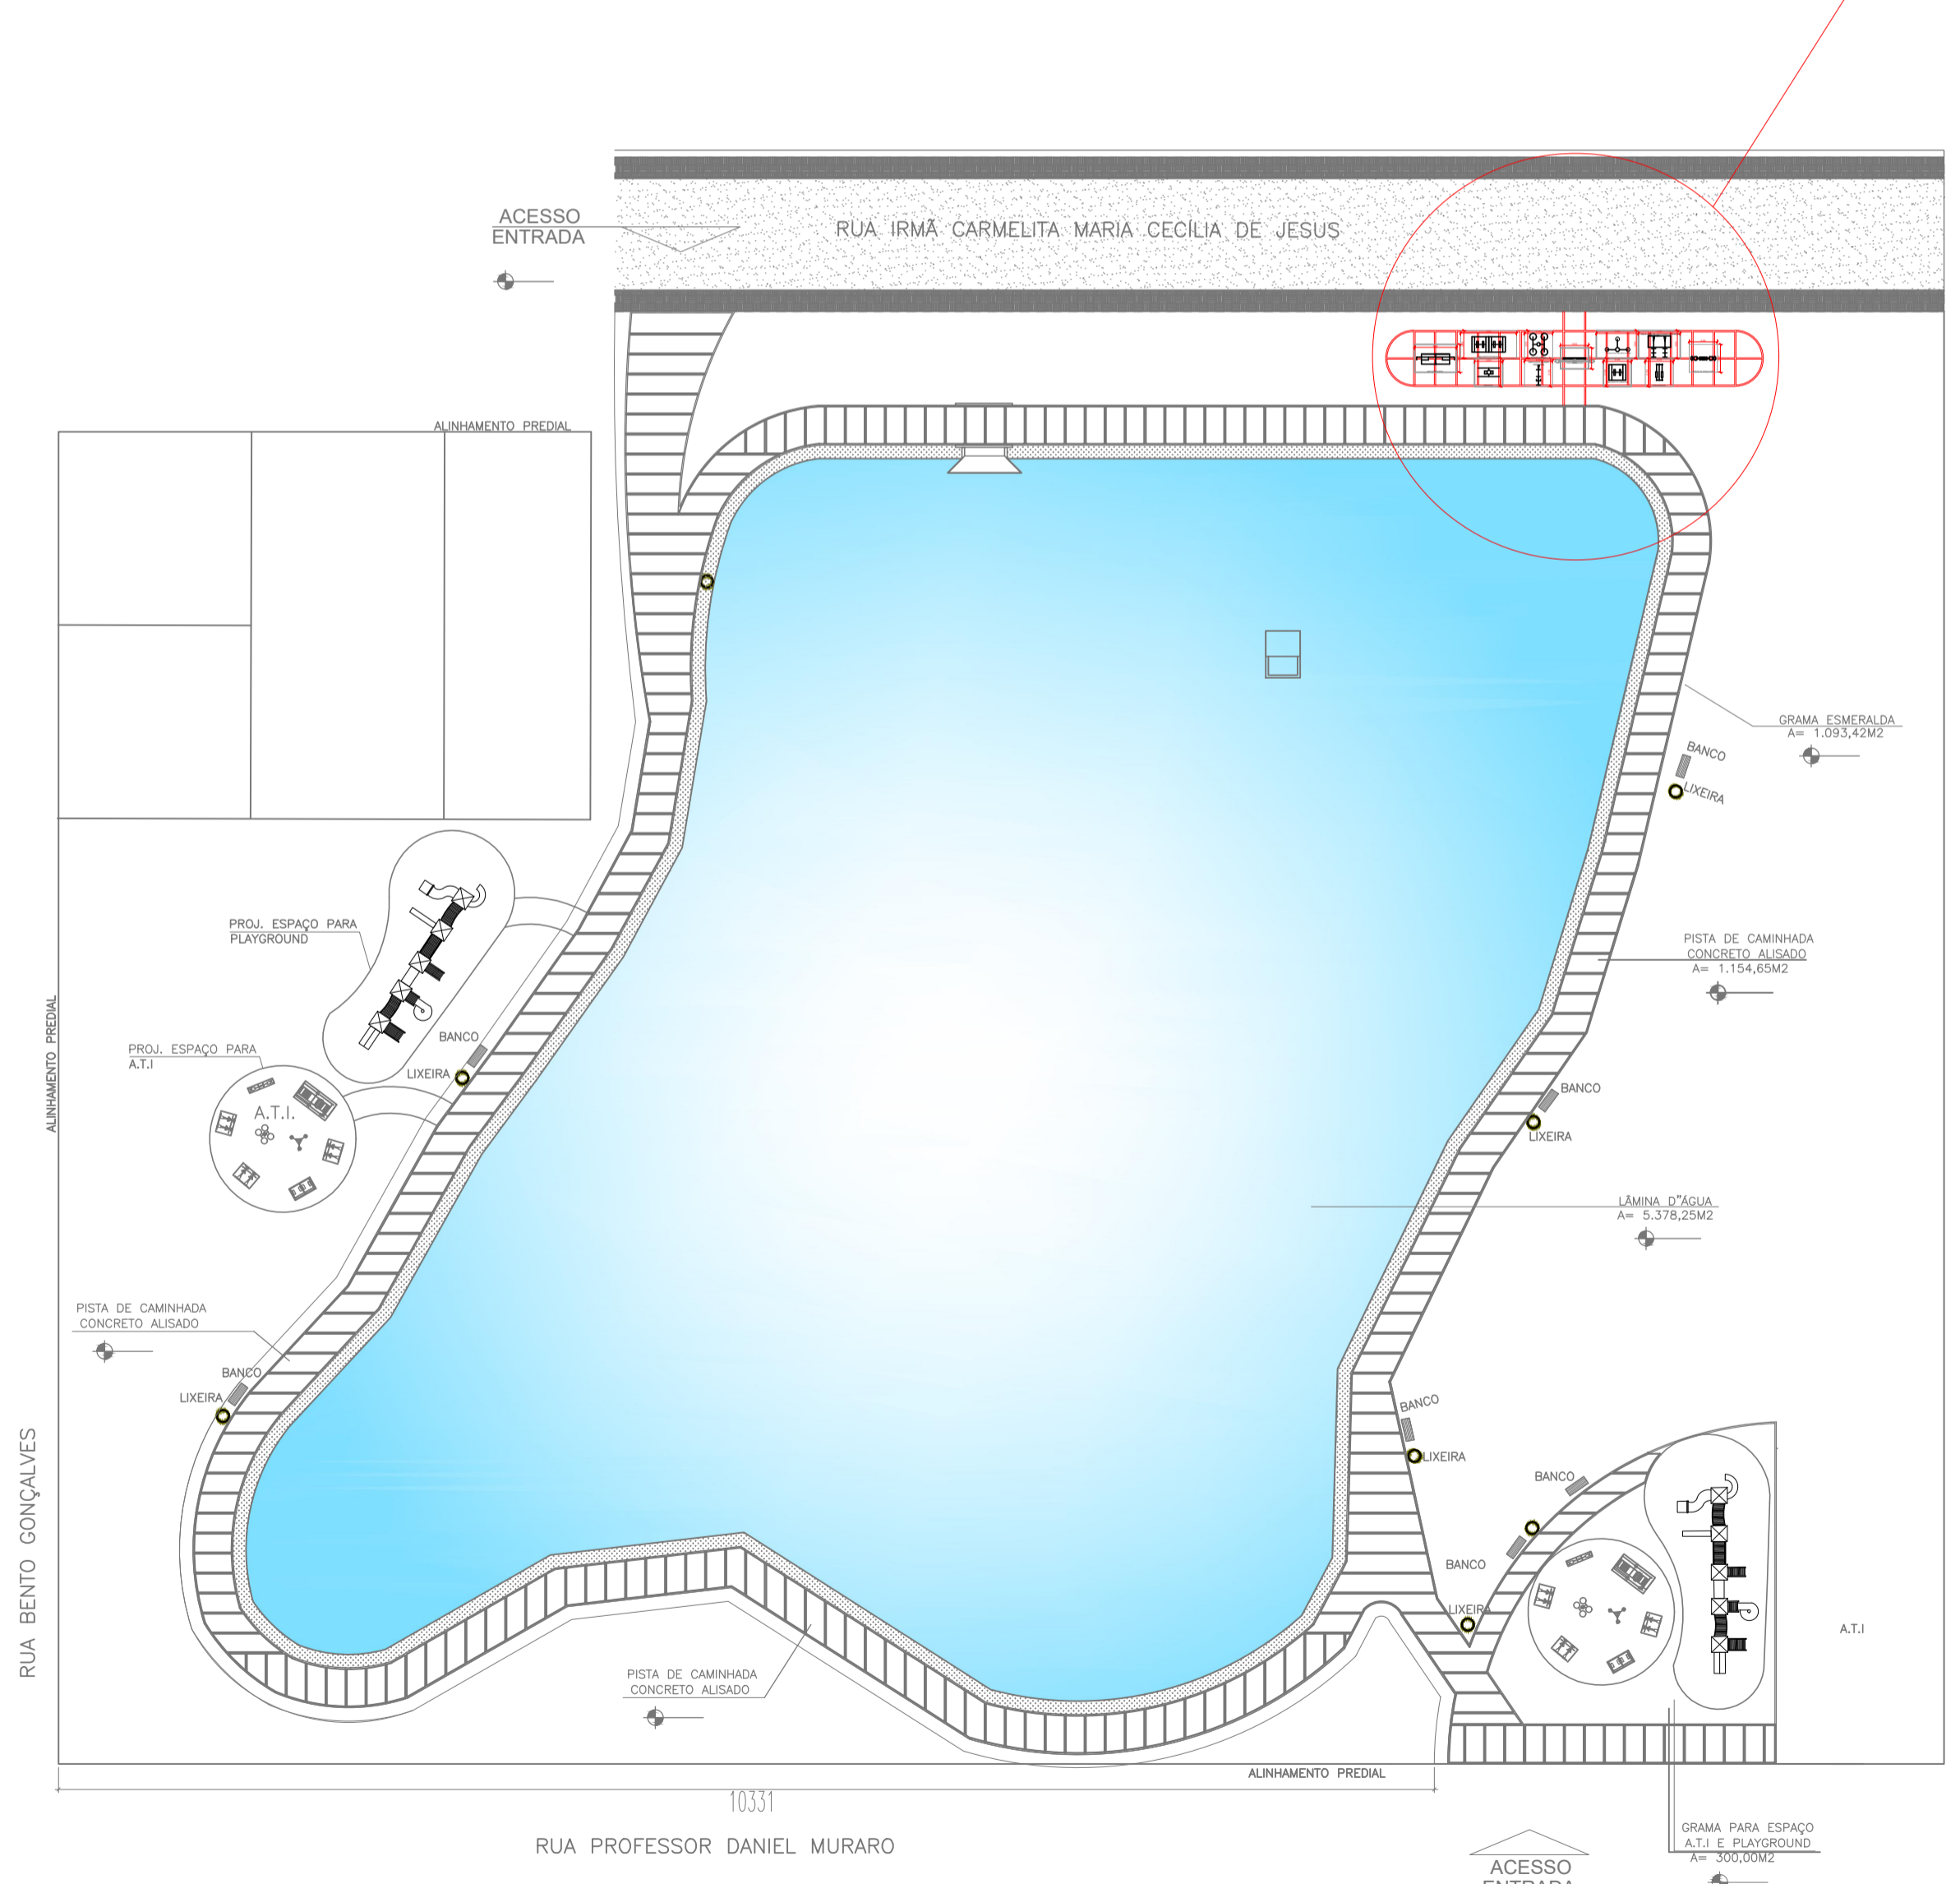 ACESSO
ENTRADA
RUA IRMÃ CARMELITA MARIA CECÍLIA DE JESUS
ALINHAMENTO PREDIAL
GRAMA ESMERALDA
A= 1.093,42M2
BANCO
LIXEIRA
PROJ. ESPAÇO PARA
PLAYGROUND
PISTA DE CAMINHADA
CONCRETO ALISADO
A= 1.154,65M2
ALINHAMENTO PREDIAL
PROJ. ESPAÇO PARA
A.T.I
BANCO
LIXEIRA
A.T.I.
BANCO
LIXEIRA
LÂMINA D"ÁGUA
A= 5.378,25M2
PISTA DE CAMINHADA
CONCRETO ALISADO
BANCO
LIXEIRA
BANCO
LIXEIRA
BANCO
BANCO
LIXEIRA
A.T.I
RUA BENTO GONÇALVES
PISTA DE CAMINHADA
CONCRETO ALISADO
ALINHAMENTO PREDIAL
10331
RUA PROFESSOR DANIEL MURARO
GRAMA PARA ESPAÇO
A.T.I E PLAYGROUND
A= 300,00M2
ACESSO
ENTRADA